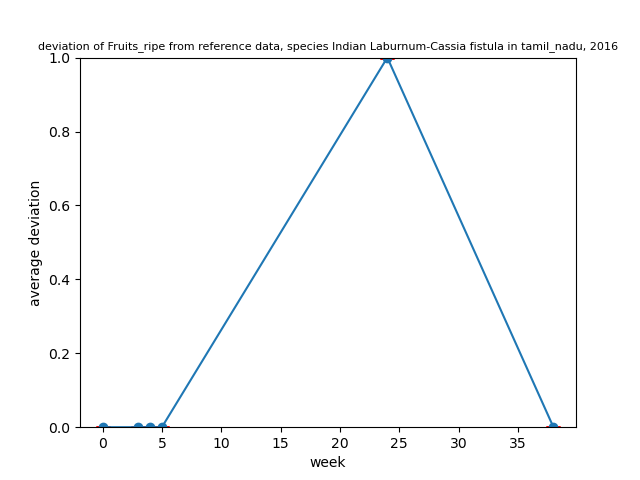 deviation of Fruits_ripe from reference data, species Indian Laburnum-Cassia fistula in tamil_nadu, 2016
1.0
0.8
0.6
0.4
0.2
0.0
average deviation
0 5 10 15 20 25 30 35
week